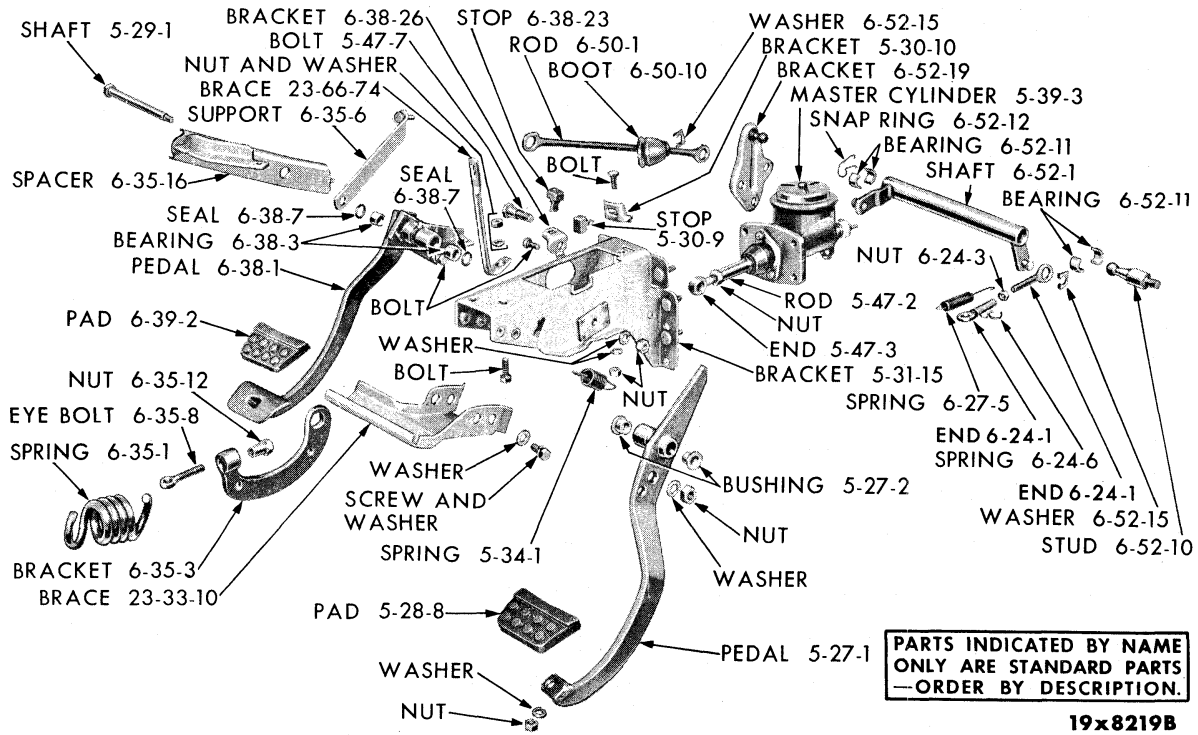 SHAFT 5-29-1
BRACKET 6-38-26
BOLT 5-47-7
NUT AND WASHER
BRACE 23-66-74
SUPPORT 6-35-6
STOP 6-38-23
ROD 6-50-1
BOOT 6-50-10
WASHER 6-52-15
BRACKET 5-30-10
BRACKET 6-52-19
MASTER CYLINDER 5-39-3
SNAP RING 6-52-12
BEARING 6-52-11
SHAFT 6-52-1
BEARING 6-52-11
BOLT
SPACER 6-35-16
SEAL
6-38-7
SEAL 6-38-7
BEARING 6-38-3
PEDAL 6-38-1
STOP
5-30-9
NUT 6-24-3
BOLT
ROD 5-47-2
NUT
END 5-47-3
BRACKET 5-31-15
SPRING 6-27-5
PAD 6-39-2
WASHER
BOLT
NUT
NUT 6-35-12
EYE BOLT 6-35-8
SPRING 6-35-1
END 6-24-1
SPRING 6-24-6
END 6-24-1
WASHER 6-52-15
STUD 6-52-10
WASHER
SCREW AND
WASHER
SPRING 5-34-1
BUSHING 5-27-2
NUT
WASHER
BRACKET 6-35-3
BRACE 23-33-10
PAD 5-28-8
PEDAL 5-27-1
WASHER
NUT
PARTS INDICATED BY NAME
ONLY ARE STANDARD PARTS
—ORDER BY DESCRIPTION.
19x8219B